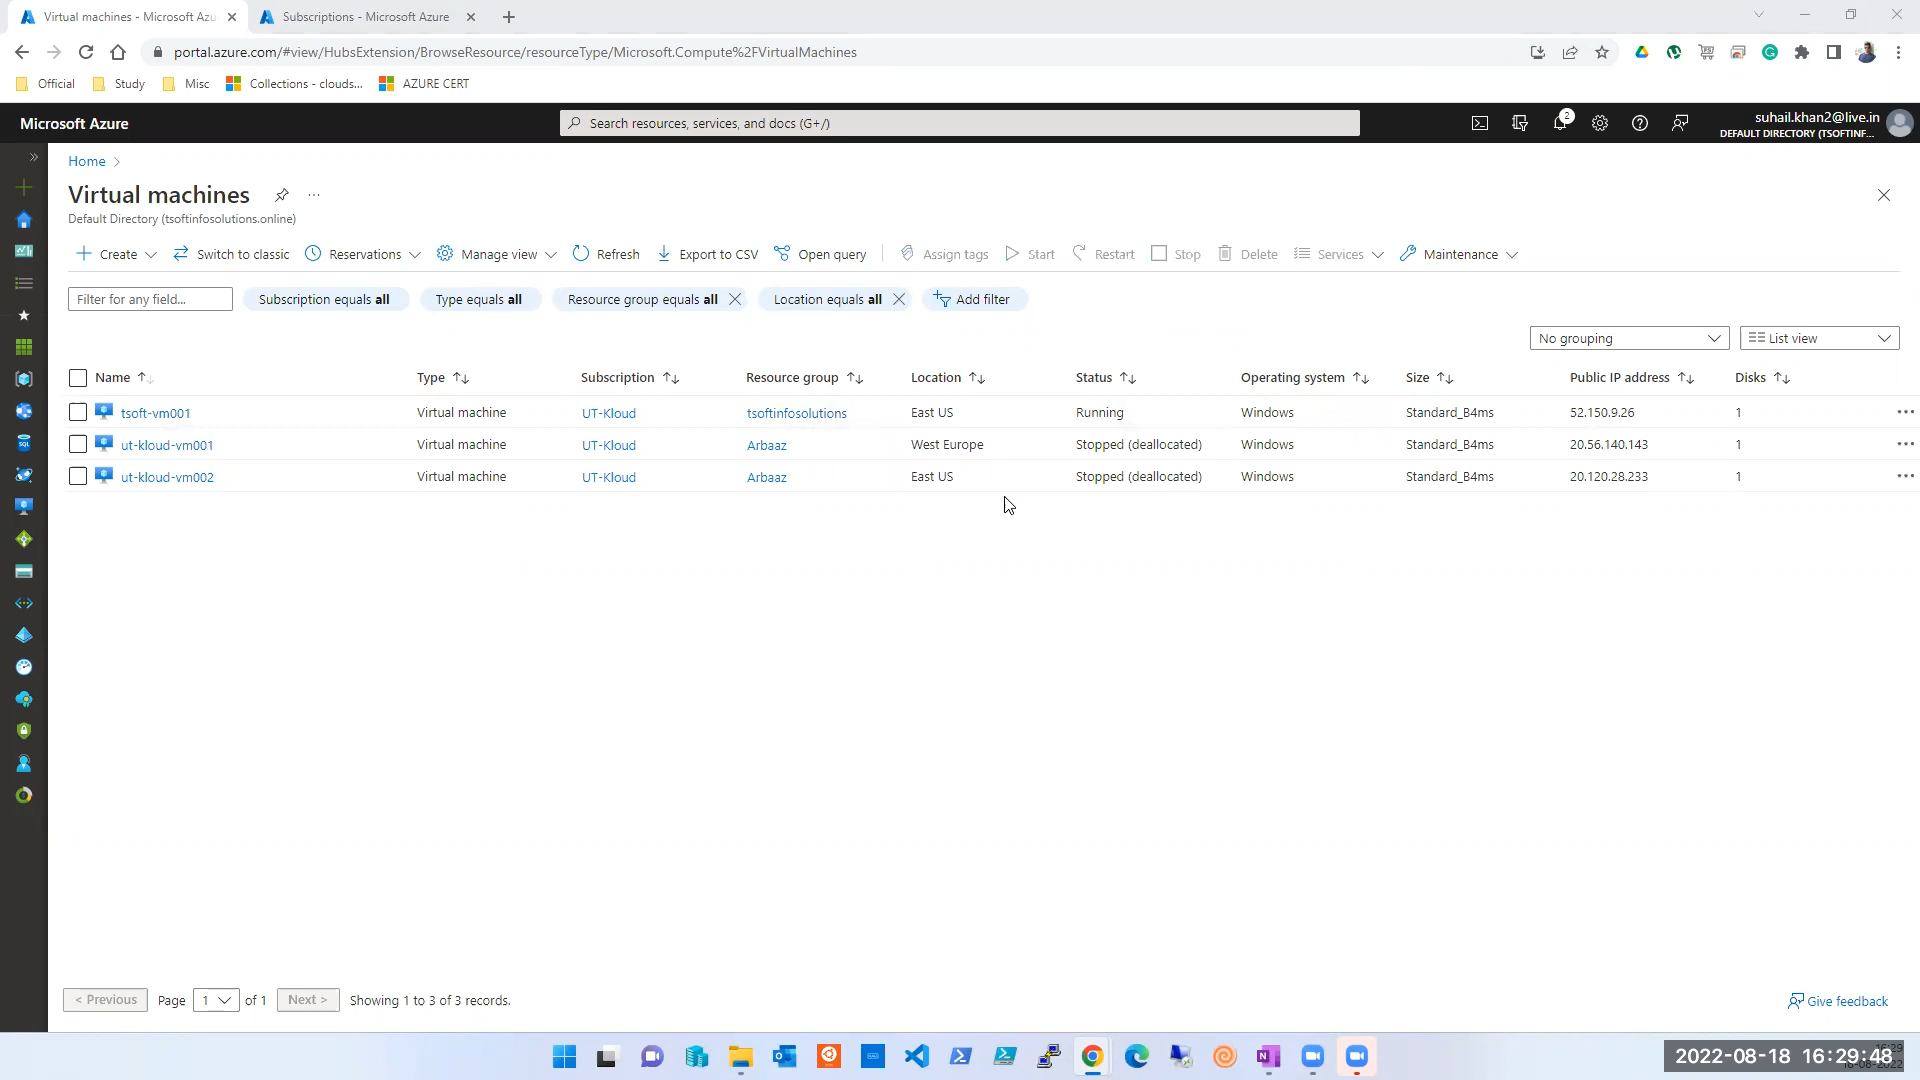 Virtual machines - Microsoft Azu
Subscriptions - Microsoft Azure
portal.azure.com/#view/HubsExtension/BrowseResource/resourceType/Microsoft.Compute%2FVirtualMachines
Official Study Misc Collections - clouds... AZURE CERT
Microsoft Azure
Search resources, services, and docs (G+/)
2
suhail.khan2@live.in
DEFAULT DIRECTORY (TSOFTINF...
Home
Virtual machines
Default Directory (tsoftinfosolutions.online)
Create Switch to classic Reservations Manage view Refresh Export to CSV Open query Assign tags Start Restart Stop Delete Services Maintenance
Filter for any field... Subscription equals all Type equals all Resource group equals all Location equals all Add filter
No grouping List view
Name Type Subscription Resource group Location Status Operating system Size Public IP address Disks
tsoft-vm001 Virtual machine UT-Kloud tsoftinfosolutions East US Running Windows Standard_B4ms 52.150.9.26 1
ut-kloud-vm001 Virtual machine UT-Kloud Arbaaz West Europe Stopped (deallocated) Windows Standard_B4ms 20.56.140.143 1
ut-kloud-vm002 Virtual machine UT-Kloud Arbaaz East US Stopped (deallocated) Windows Standard_B4ms 20.120.28.233 1
< Previous Page 1 of 1 Next > Showing 1 to 3 of 3 records.
Give feedback
2022-08-18 16:29:48